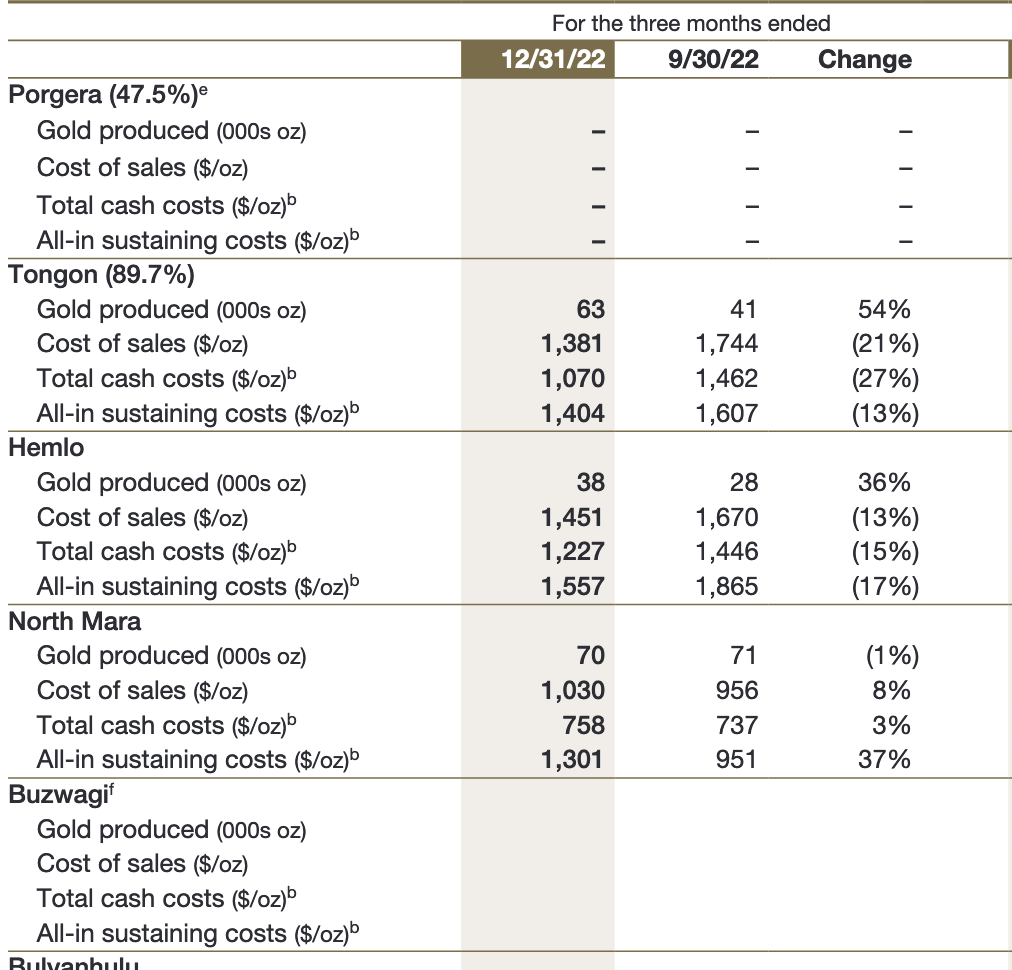 For the three months ended
12/31/22 9/30/22 Change
Porgera (47.5%)e
Gold produced (000s oz) – – –
Cost of sales ($/oz) – – –
Total cash costs ($/oz)b – – –
All-in sustaining costs ($/oz)b – – –
Tongon (89.7%)
Gold produced (000s oz) 63 41 54%
Cost of sales ($/oz) 1,381 1,744 (21%)
Total cash costs ($/oz)b 1,070 1,462 (27%)
All-in sustaining costs ($/oz)b 1,404 1,607 (13%)
Hemlo
Gold produced (000s oz) 38 28 36%
Cost of sales ($/oz) 1,451 1,670 (13%)
Total cash costs ($/oz)b 1,227 1,446 (15%)
All-in sustaining costs ($/oz)b 1,557 1,865 (17%)
North Mara
Gold produced (000s oz) 70 71 (1%)
Cost of sales ($/oz) 1,030 956 8%
Total cash costs ($/oz)b 758 737 3%
All-in sustaining costs ($/oz)b 1,301 951 37%
Buzwagif
Gold produced (000s oz)
Cost of sales ($/oz)
Total cash costs ($/oz)b
All-in sustaining costs ($/oz)b
Bulyanhulu